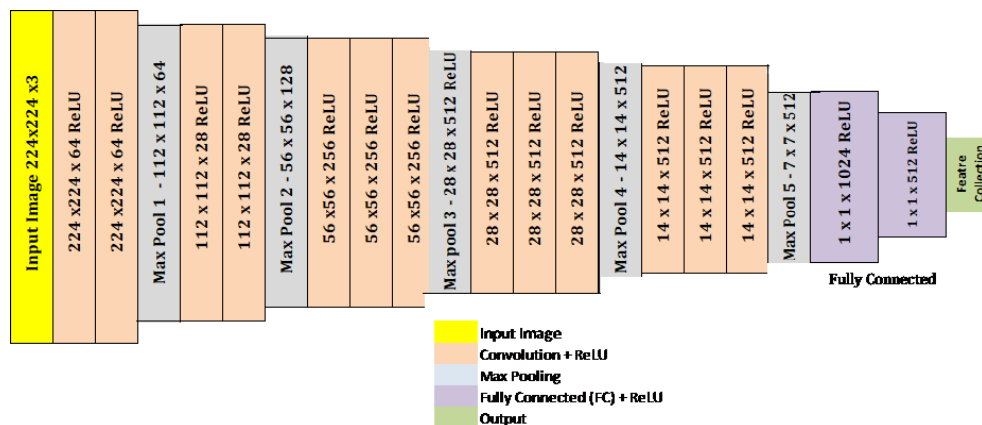 Input Image 224x224 x3
224 x224 x 64 ReLU
224 x224 x 64 ReLU
Max Pool 1 - 112 x 112 x 64
112 x 112 x 28 ReLU
112 x 112 x 28 ReLU
Max Pool 2 - 56 x 56 x 128
56 x56 x 256 ReLU
56 x56 x 256 ReLU
56 x56 x 256 ReLU
Max pool 3 - 28 x 28 x 512 ReLU
28 x 28 x 512 ReLU
28 x 28 x 512 ReLU
28 x 28 x 512 ReLU
Max Pool 4 - 14 x 14 x 512
14 x 14 x 512 ReLU
14 x 14 x 512 ReLU
14 x 14 x 512 ReLU
Max Pool 5 - 7 x 7 x 512
1 x 1 x 1024 ReLU
1 x 1 x 512 ReLU
Featre
Collection
Fully Connected
Input Image
Convolution + ReLU
Max Pooling
Fully Connected (FC) + ReLU
Output